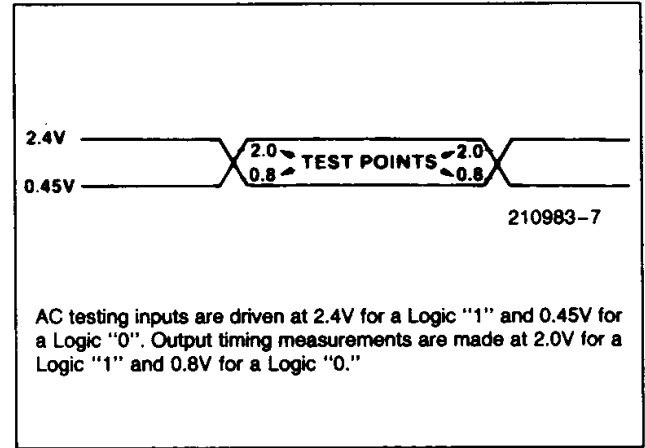 2.4V
2.0 TEST POINTS 2.0
0.8 0.8
0.45V
210983–7
AC testing inputs are driven at 2.4V for a Logic "1" and 0.45V for
a Logic "0". Output timing measurements are made at 2.0V for a
Logic "1" and 0.8V for a Logic "0."